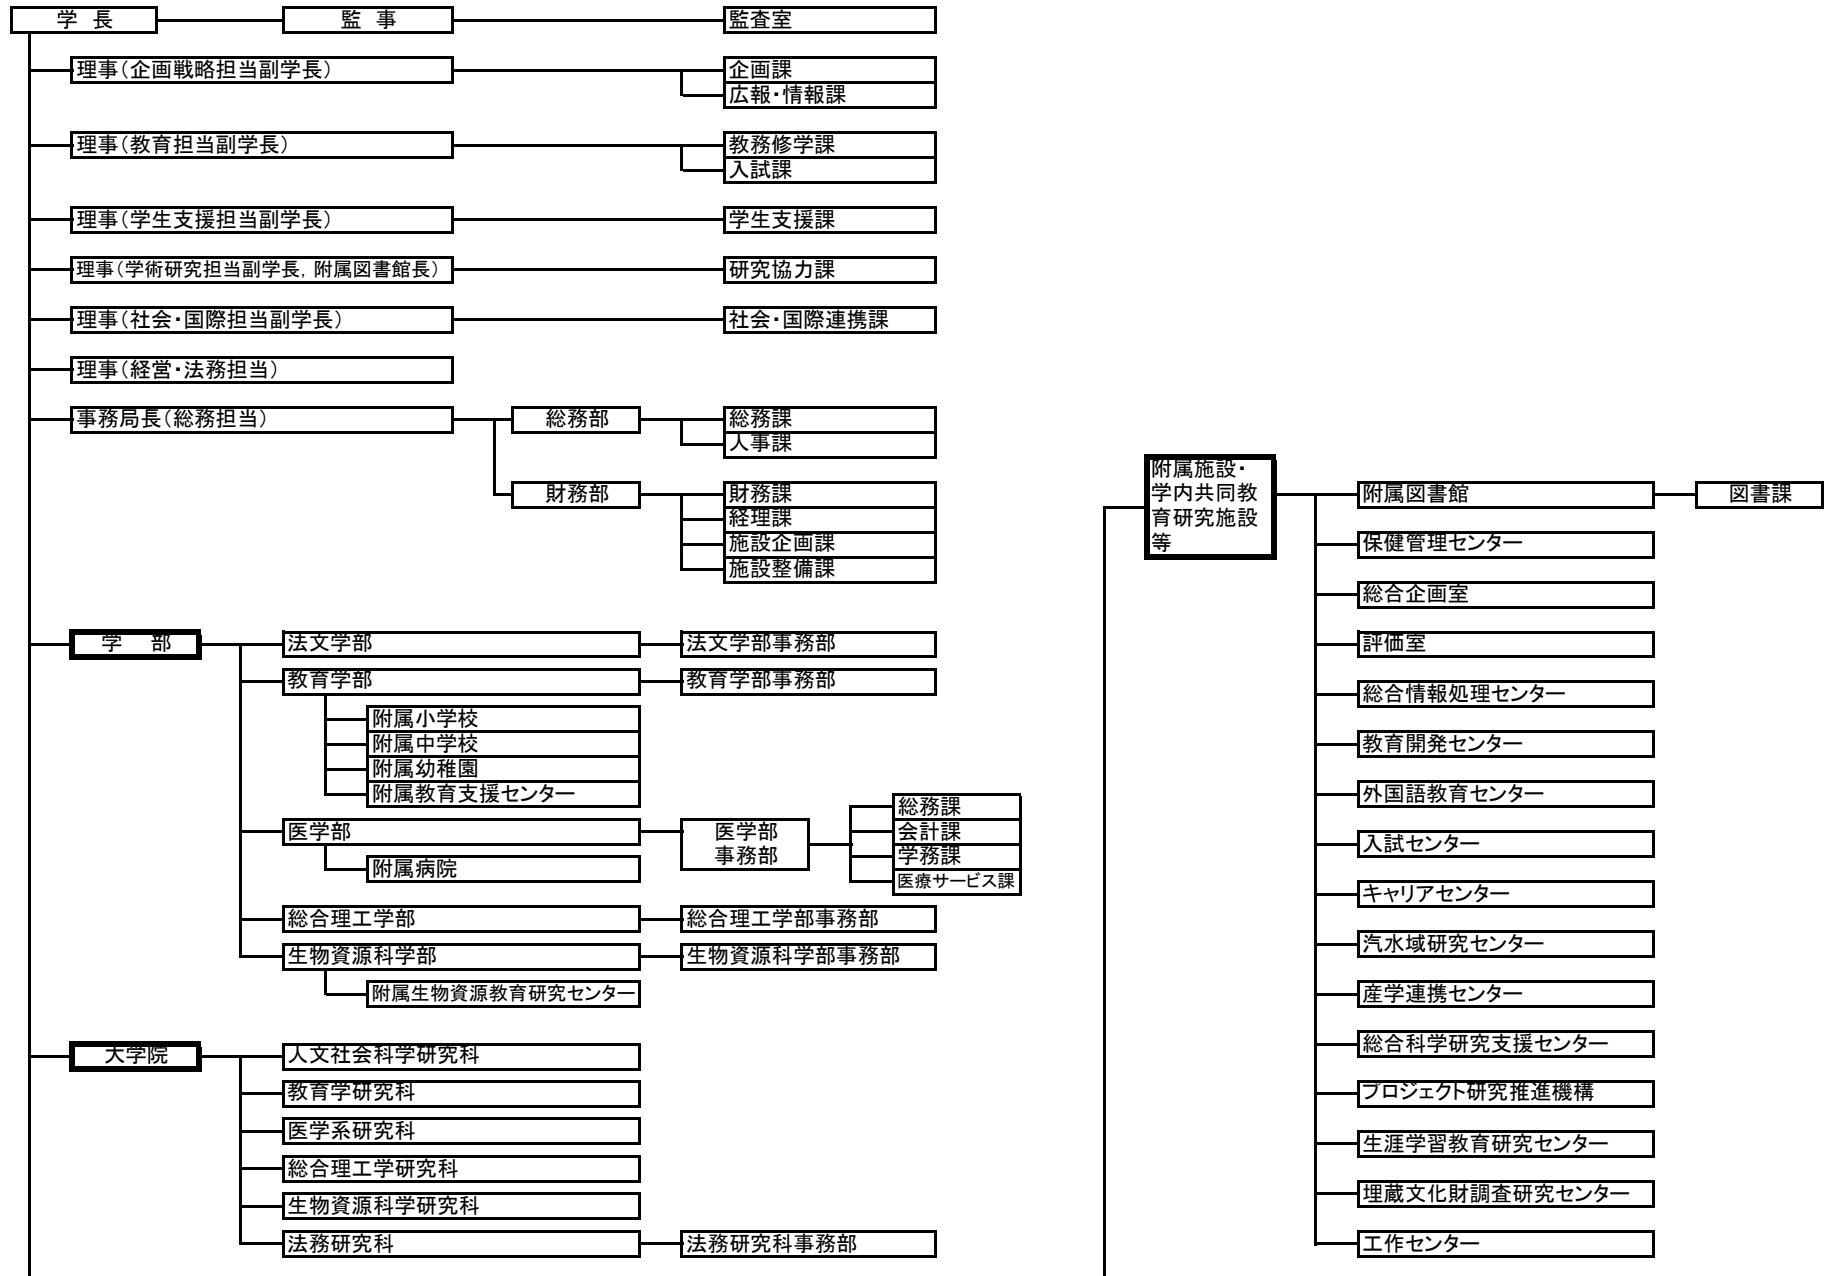 学 長
監 事
監査室
理事(企画戦略担当副学長)
企画課
広報・情報課
理事(教育担当副学長)
教務修学課
入試課
理事(学生支援担当副学長)
学生支援課
理事(学術研究担当副学長, 附属図書館長)
研究協力課
理事(社会・国際担当副学長)
社会・国際連携課
理事(経営・法務担当)
事務局長(総務担当)
総務部
総務課
人事課
財務部
財務課
経理課
施設企画課
施設整備課
学 部
法文学部
法文学部事務部
教育学部
教育学部事務部
附属小学校
附属中学校
附属幼稚園
附属教育支援センター
医学部
医学部
事務部
総務課
会計課
学務課
医療サービス課
附属病院
総合理工学部
総合理工学部事務部
生物資源科学部
生物資源科学部事務部
附属生物資源教育研究センター
大学院
人文社会科学研究科
教育学研究科
医学系研究科
総合理工学研究科
生物資源科学研究科
法務研究科
法務研究科事務部
附属施設・
学内共同教
育研究施設
等
附属図書館
図書課
保健管理センター
総合企画室
評価室
総合情報処理センター
教育開発センター
外国語教育センター
入試センター
キャリアセンター
汽水域研究センター
産学連携センター
総合科学研究支援センター
プロジェクト研究推進機構
生涯学習教育研究センター
埋蔵文化財調査研究センター
工作センター